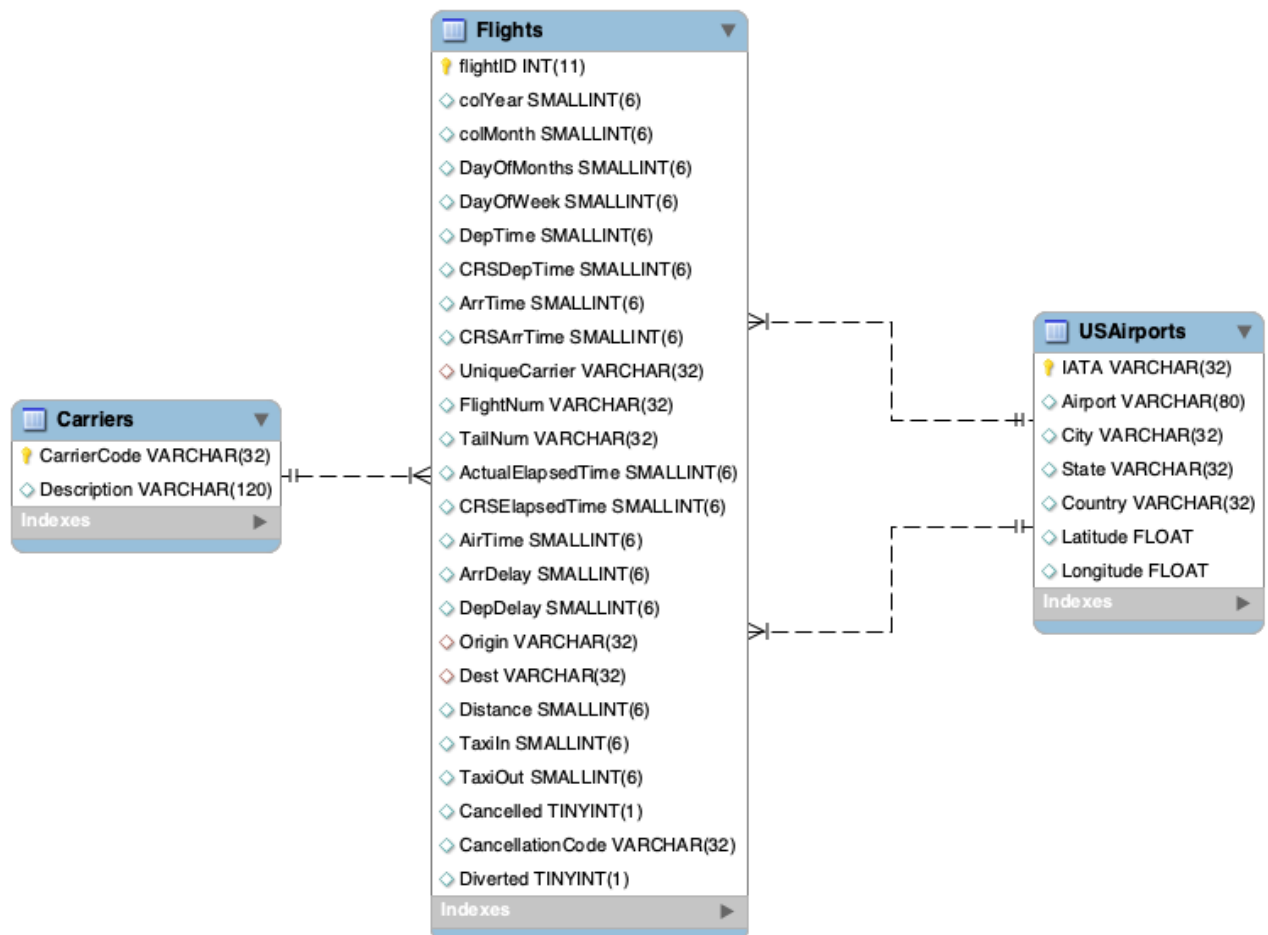 Flights
flightID INT(11)
colYear SMALLINT(6)
colMonth SMALLINT(6)
DayOfMonths SMALLINT(6)
DayOfWeek SMALLINT(6)
DepTime SMALLINT(6)
CRSDepTime SMALLINT(6)
ArrTime SMALLINT(6)
CRSArrTime SMALLINT(6)
UniqueCarrier VARCHAR(32)
FlightNum VARCHAR(32)
TailNum VARCHAR(32)
ActualElapsedTime SMALLINT(6)
CRSElapsedTime SMALLINT(6)
AirTime SMALLINT(6)
ArrDelay SMALLINT(6)
DepDelay SMALLINT(6)
Origin VARCHAR(32)
Dest VARCHAR(32)
Distance SMALLINT(6)
TaxiIn SMALLINT(6)
TaxiOut SMALLINT(6)
Cancelled TINYINT(1)
CancellationCode VARCHAR(32)
Diverted TINYINT(1)
Indexes
Carriers
CarrierCode VARCHAR(32)
Description VARCHAR(120)
Indexes
USAirports
IATA VARCHAR(32)
Airport VARCHAR(80)
City VARCHAR(32)
State VARCHAR(32)
Country VARCHAR(32)
Latitude FLOAT
Longitude FLOAT
Indexes